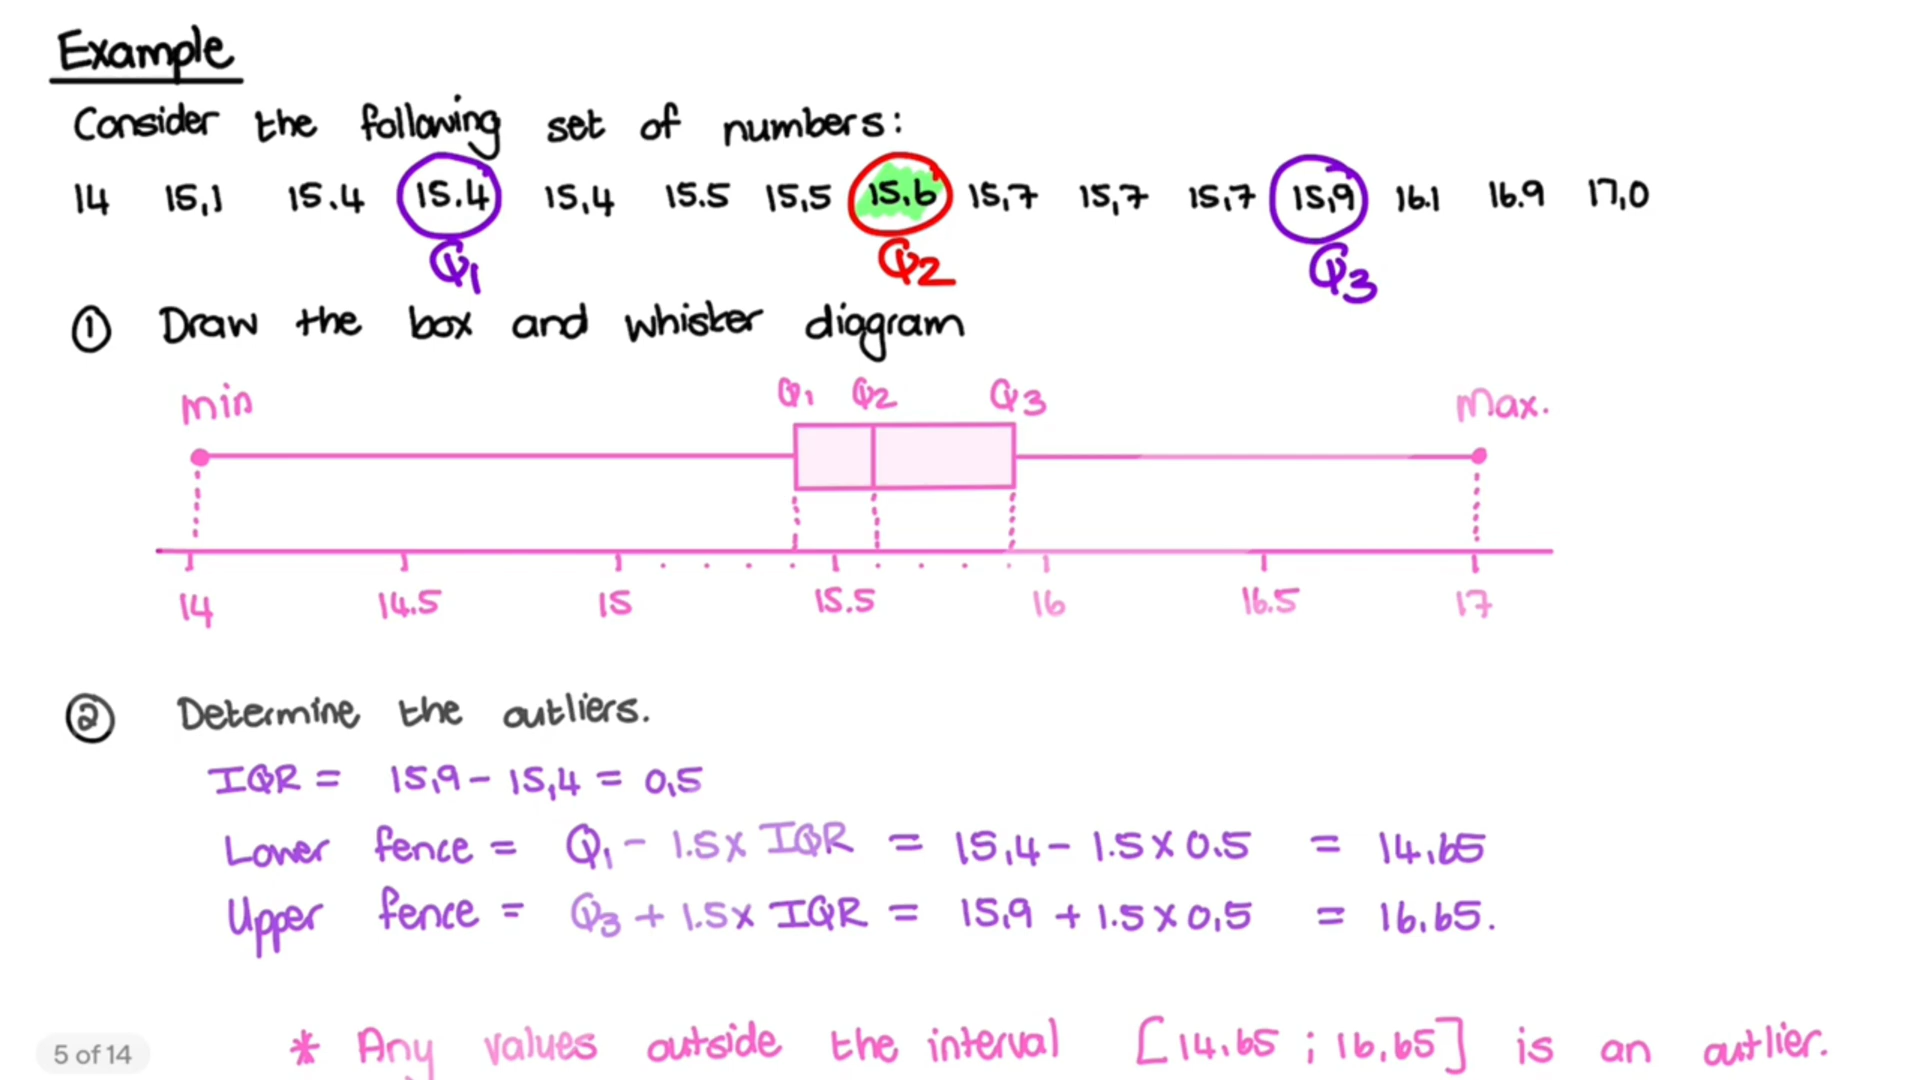 Example
Consider the following set of numbers:
14 15,1 15.4 15.4 15,4 15.5 15,5 15,6 15,7 15,7 15,7 15,9 16.1 16.9 17,0
Q1 Q2 Q3
① Draw the box and whisker diagram
min Q1 Q2 Q3 Max.
14 14.5 15 15.5 16 16.5 17
② Determine the outliers.
IQR = 15,9 - 15,4 = 0,5
Lower fence = Q1 - 1.5 x IQR = 15,4 - 1.5 x 0.5 = 14.65
Upper fence = Q3 + 1.5 x IQR = 15,9 + 1.5 x 0,5 = 16.65.
* Any values outside the interval [14.65 ; 16.65] is an outlier.
5 of 14